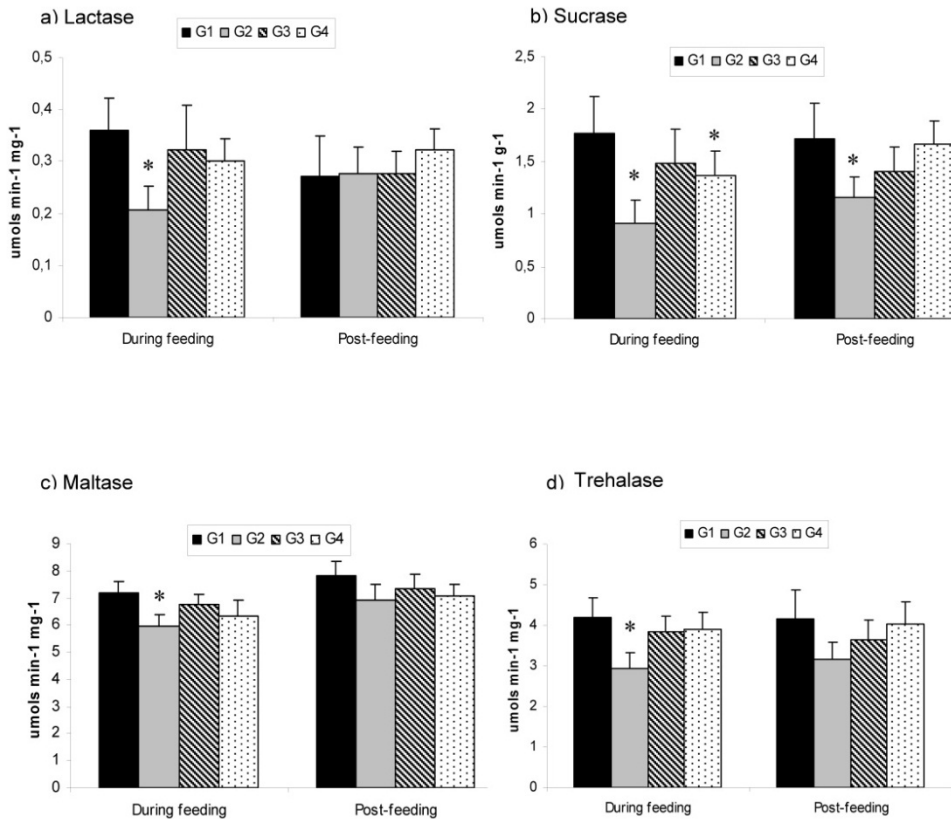 a) Lactase
G1 G2 G3 G4
umols min-1 mg-1
0,5
0,4
0,3
0,2
0,1
0
*
During feeding
Post-feeding
b) Sucrase
G1 G2 G3 G4
umols min-1 g-1
2
1,5
1
5,5
0
*
*
*
During feeding
Post-feeding
c) Maltase
G1 G2 G3 G4
umols min-1 mg-1
9
8
7
6
5
4
3
2
1
0
*
During feeding
Post-feeding
d) Trehalase
G1 G2 G3 G4
umols min-1 mg-1
6
5
4
3
2
1
0
*
During feeding
Post-feeding